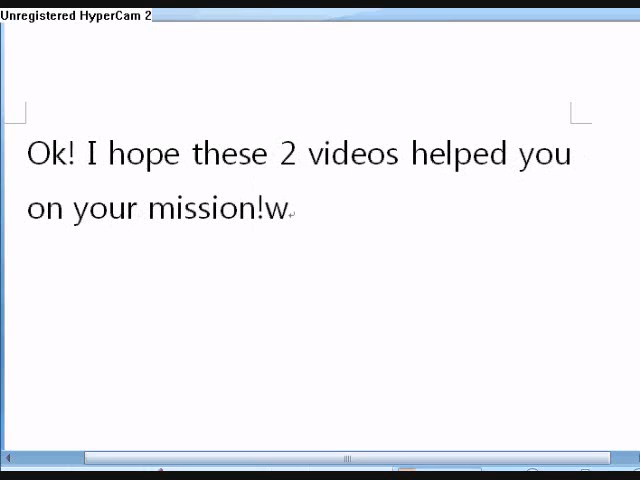 Unregistered HyperCam 2
Ok! I hope these 2 videos helped you
on your mission!w